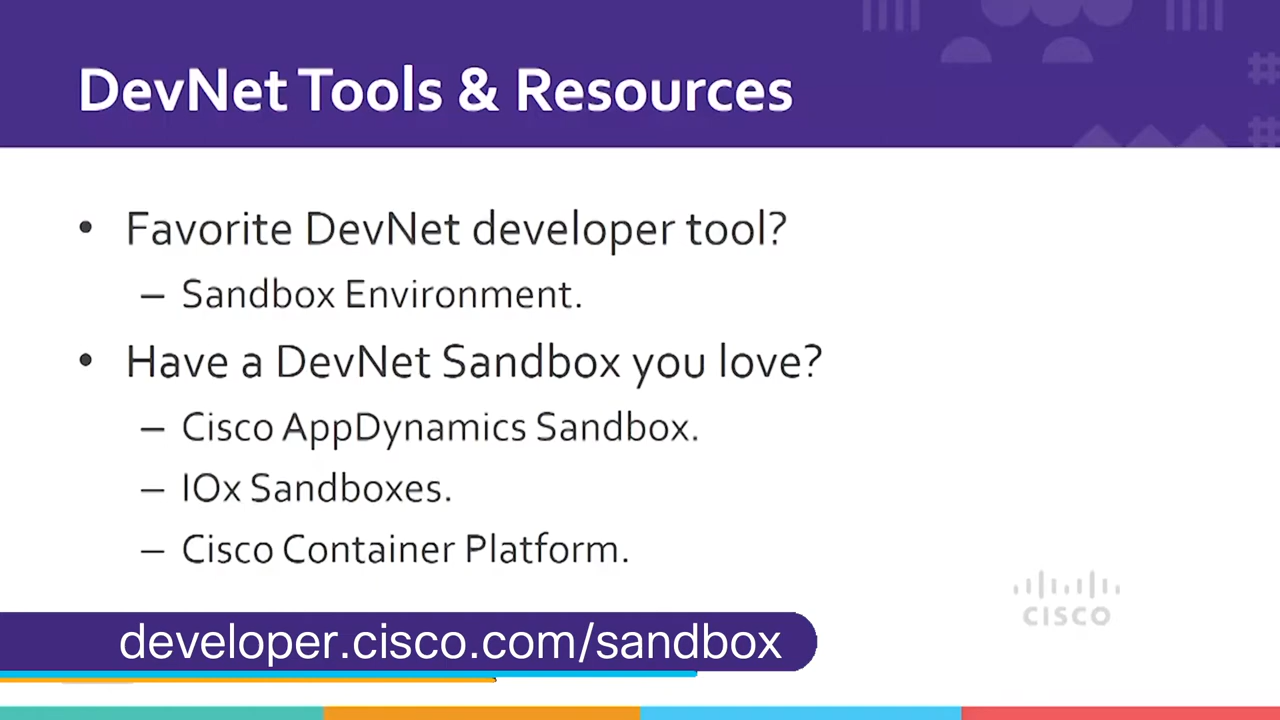 DevNet Tools & Resources
• Favorite DevNet developer tool?
– Sandbox Environment.
• Have a DevNet Sandbox you love?
– Cisco AppDynamics Sandbox.
– IOx Sandboxes.
– Cisco Container Platform.
CISCO
developer.cisco.com/sandbox